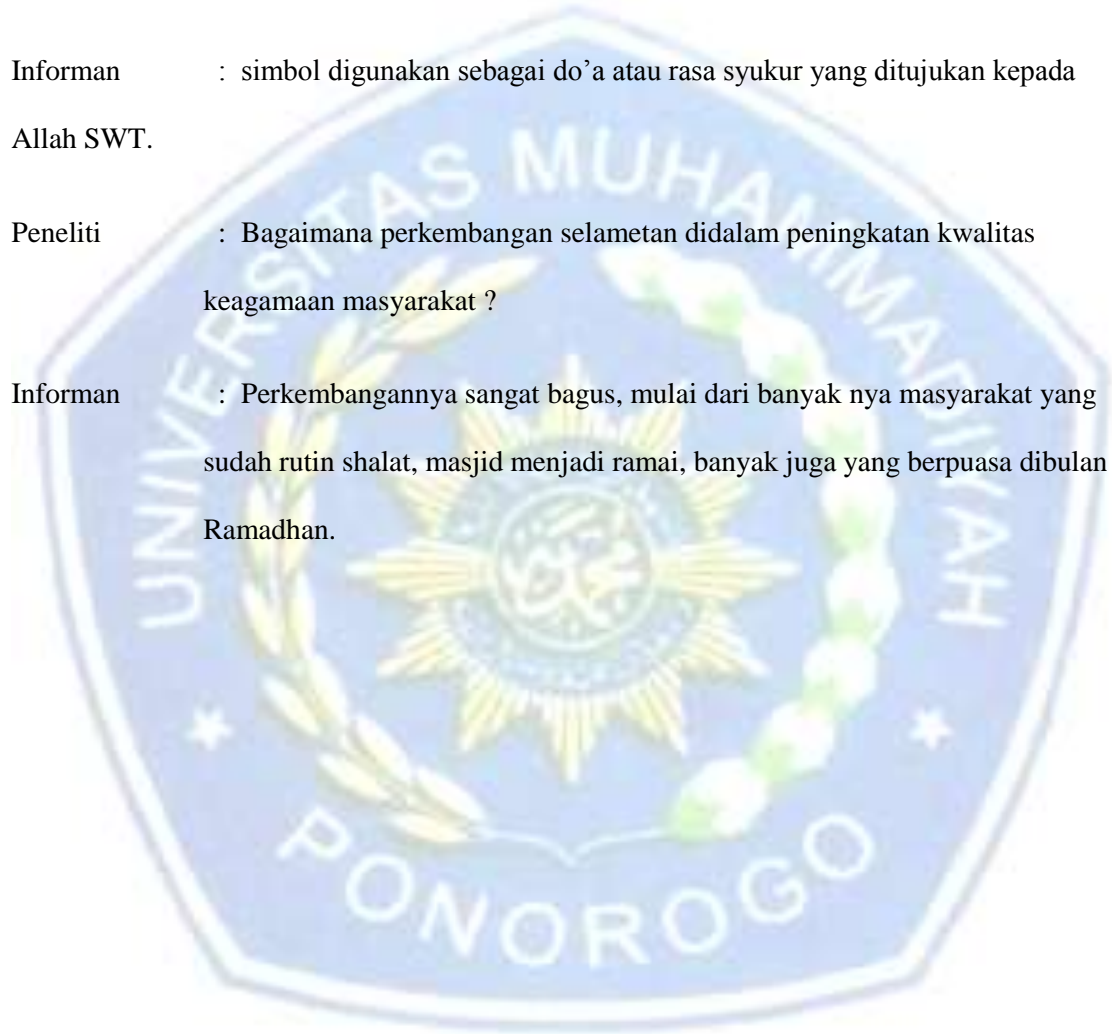 Informan : simbol digunakan sebagai do’a atau rasa syukur yang ditujukan kepada
Allah SWT.
Peneliti : Bagaimana perkembangan selametan didalam peningkatan kwalitas
keagamaan masyarakat ?
Informan : Perkembangannya sangat bagus, mulai dari banyak nya masyarakat yang
sudah rutin shalat, masjid menjadi ramai, banyak juga yang berpuasa dibulan
Ramadhan.
UNIVERSITAS MUHAMMADIYAH
PONOROGO